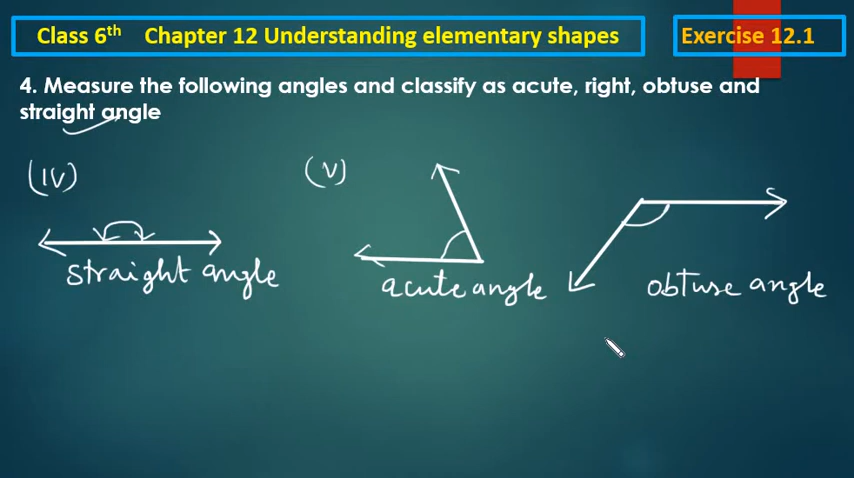 Class 6th Chapter 12 Understanding elementary shapes
Exercise 12.1
4. Measure the following angles and classify as acute, right, obtuse and
straight angle
(IV)
(V)
straight angle
acute angle
obtuse angle